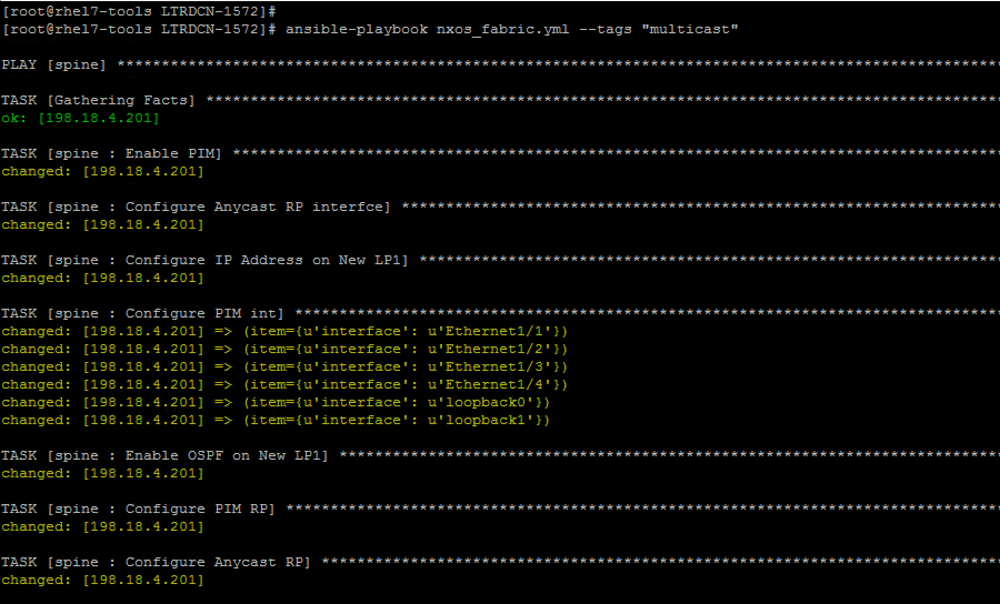 [root@rhel7-tools LTRDCN-1572]#
[root@rhel7-tools LTRDCN-1572]# ansible-playbook nxos_fabric.yml --tags "multicast"
PLAY [spine] ***************************************************************************************************
TASK [Gathering Facts] *****************************************************************************************
ok: [198.18.4.201]
TASK [spine : Enable PIM] **************************************************************************************
changed: [198.18.4.201]
TASK [spine : Configure Anycast RP interfce] *******************************************************************
changed: [198.18.4.201]
TASK [spine : Configure IP Address on New LP1] *****************************************************************
changed: [198.18.4.201]
TASK [spine : Configure PIM int] *******************************************************************************
changed: [198.18.4.201] => (item={u'interface': u'Ethernet1/1'})
changed: [198.18.4.201] => (item={u'interface': u'Ethernet1/2'})
changed: [198.18.4.201] => (item={u'interface': u'Ethernet1/3'})
changed: [198.18.4.201] => (item={u'interface': u'Ethernet1/4'})
changed: [198.18.4.201] => (item={u'interface': u'loopback0'})
changed: [198.18.4.201] => (item={u'interface': u'loopback1'})
TASK [spine : Enable OSPF on New LP1] **************************************************************************
changed: [198.18.4.201]
TASK [spine : Configure PIM RP] ********************************************************************************
changed: [198.18.4.201]
TASK [spine : Configure Anycast RP] ****************************************************************************
changed: [198.18.4.201]